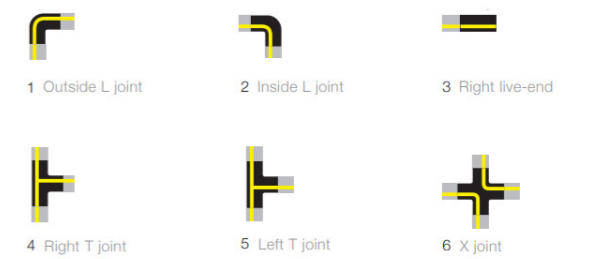 1 Outside L joint
2 Inside L joint
3 Right live-end
4 Right T joint
5 Left T joint
6 X joint